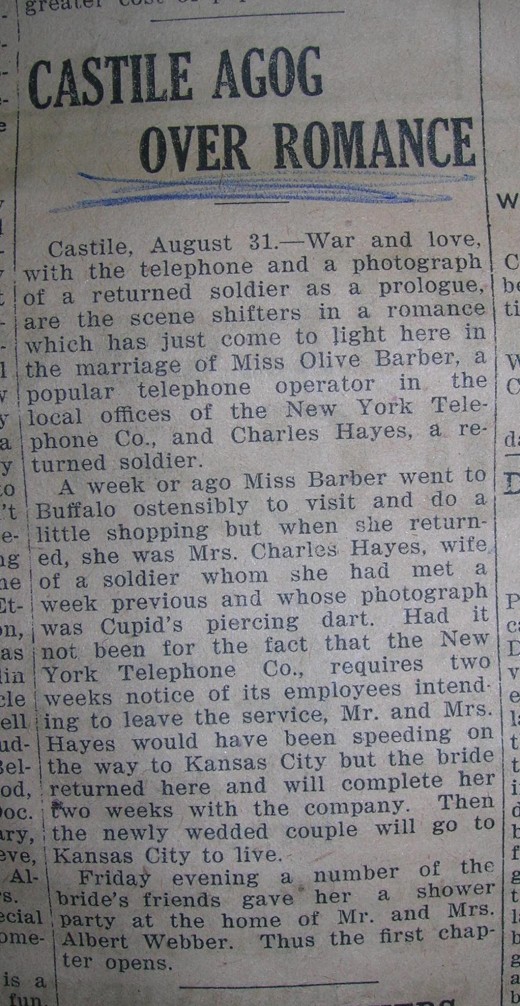 CASTILE AGOG
OVER ROMANCE
Castile, August 31.—War and love,
with the telephone and a photograph
of a returned soldier as a prologue,
are the scene shifters in a romance
which has just come to light here in
the marriage of Miss Olive Barber, a
popular telephone operator in the
local offices of the New York Tele-
phone Co., and Charles Hayes, a re-
turned soldier.
A week or ago Miss Barber went to
Buffalo ostensibly to visit and do a
little shopping but when she return-
ed, she was Mrs. Charles Hayes, wife
of a soldier whom she had met a
week previous and whose photograph
was Cupid's piercing dart. Had it
not been for the fact that the New
York Telephone Co., requires two
weeks notice of its employees intend-
ing to leave the service, Mr. and Mrs.
Hayes would have been speeding on
the way to Kansas City but the bride
returned here and will complete her
two weeks with the company. Then
the newly wedded couple will go to
Kansas City to live.
Friday evening a number of the
bride's friends gave her a shower
party at the home of Mr. and Mrs.
Albert Webber. Thus the first chap-
ter opens.